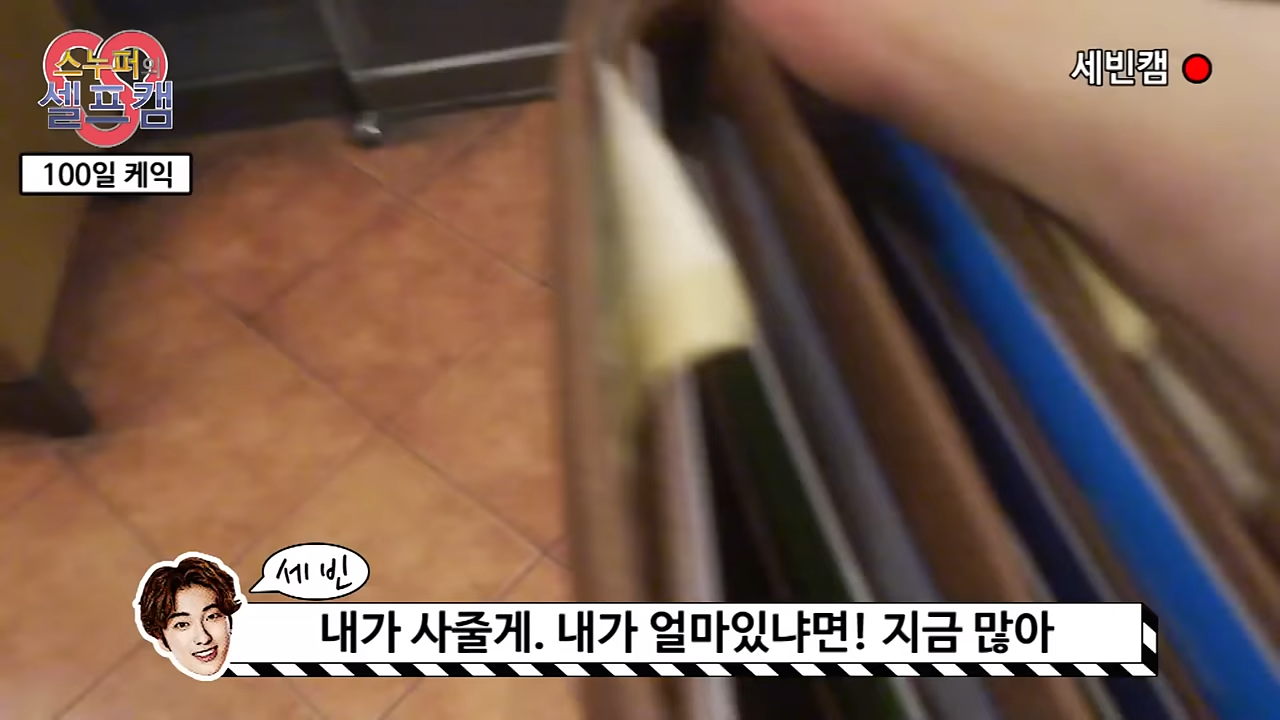 스누퍼의
셀프캠
100일 케익
세빈캠
세빈
내가 사줄게. 내가 얼마있냐면! 지금 많아